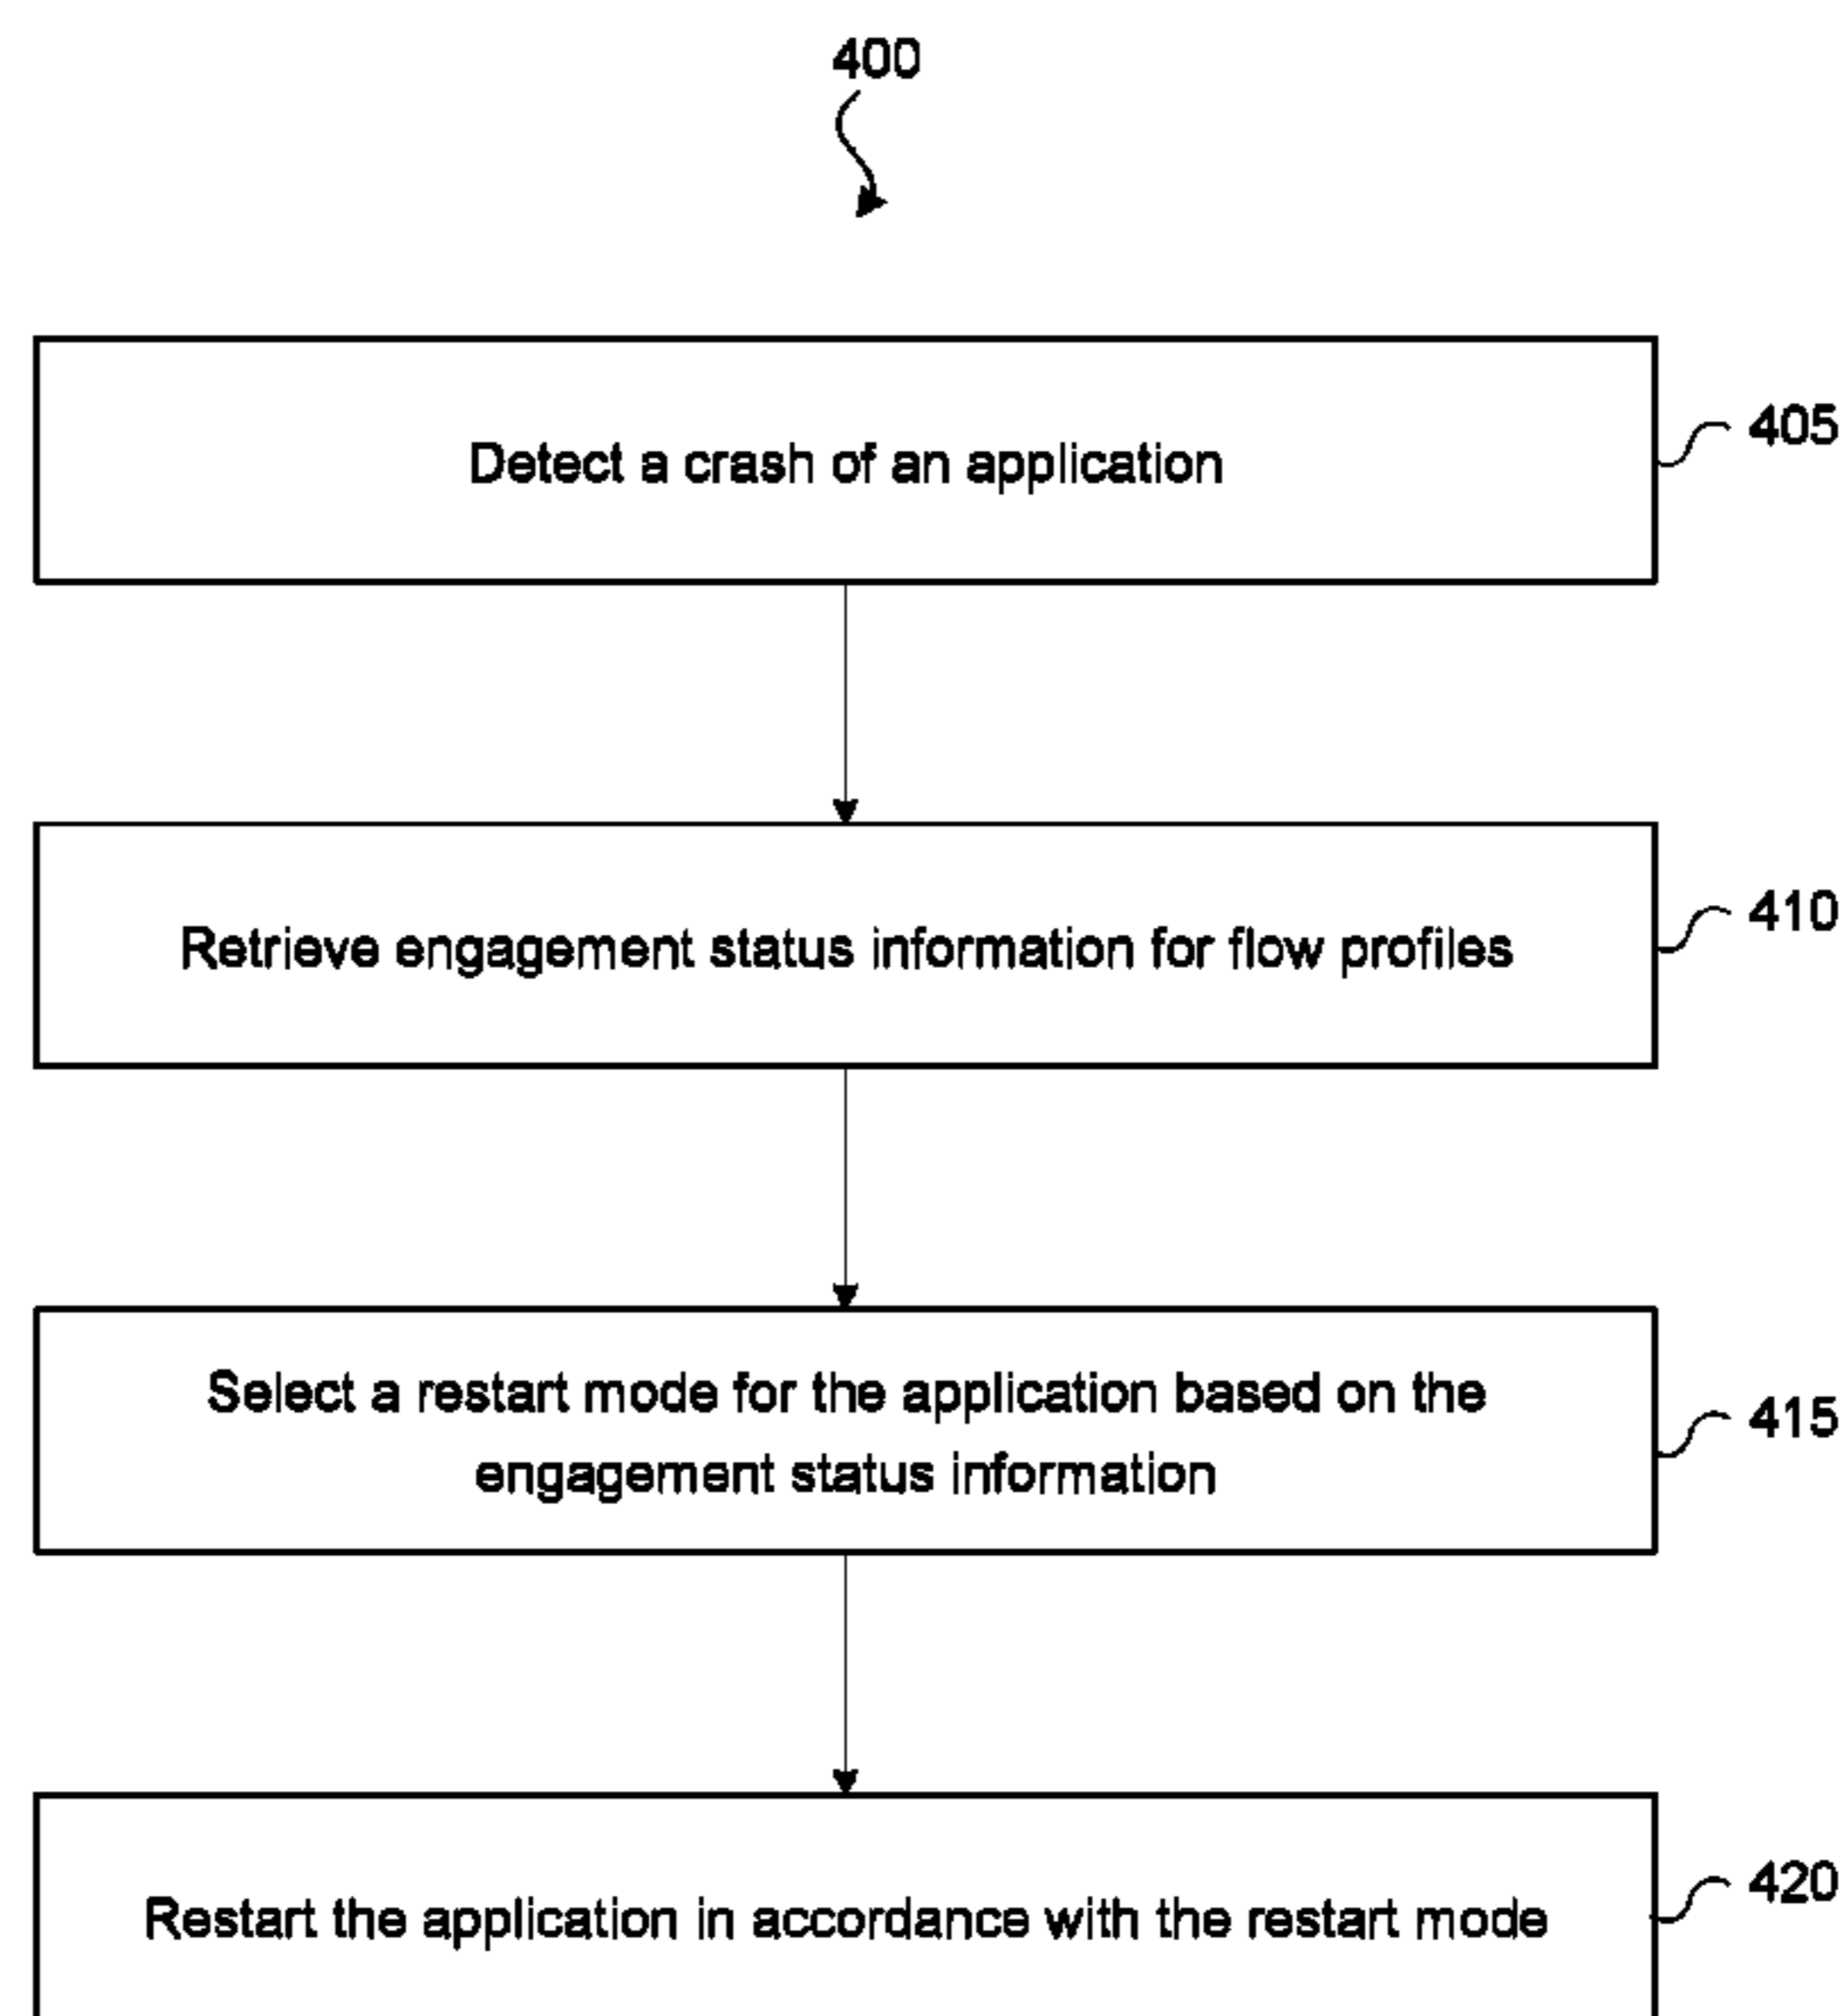 400
Detect a crash of an application
405
Retrieve engagement status information for flow profiles
410
Select a restart mode for the application based on the
engagement status information
415
Restart the application in accordance with the restart mode
420